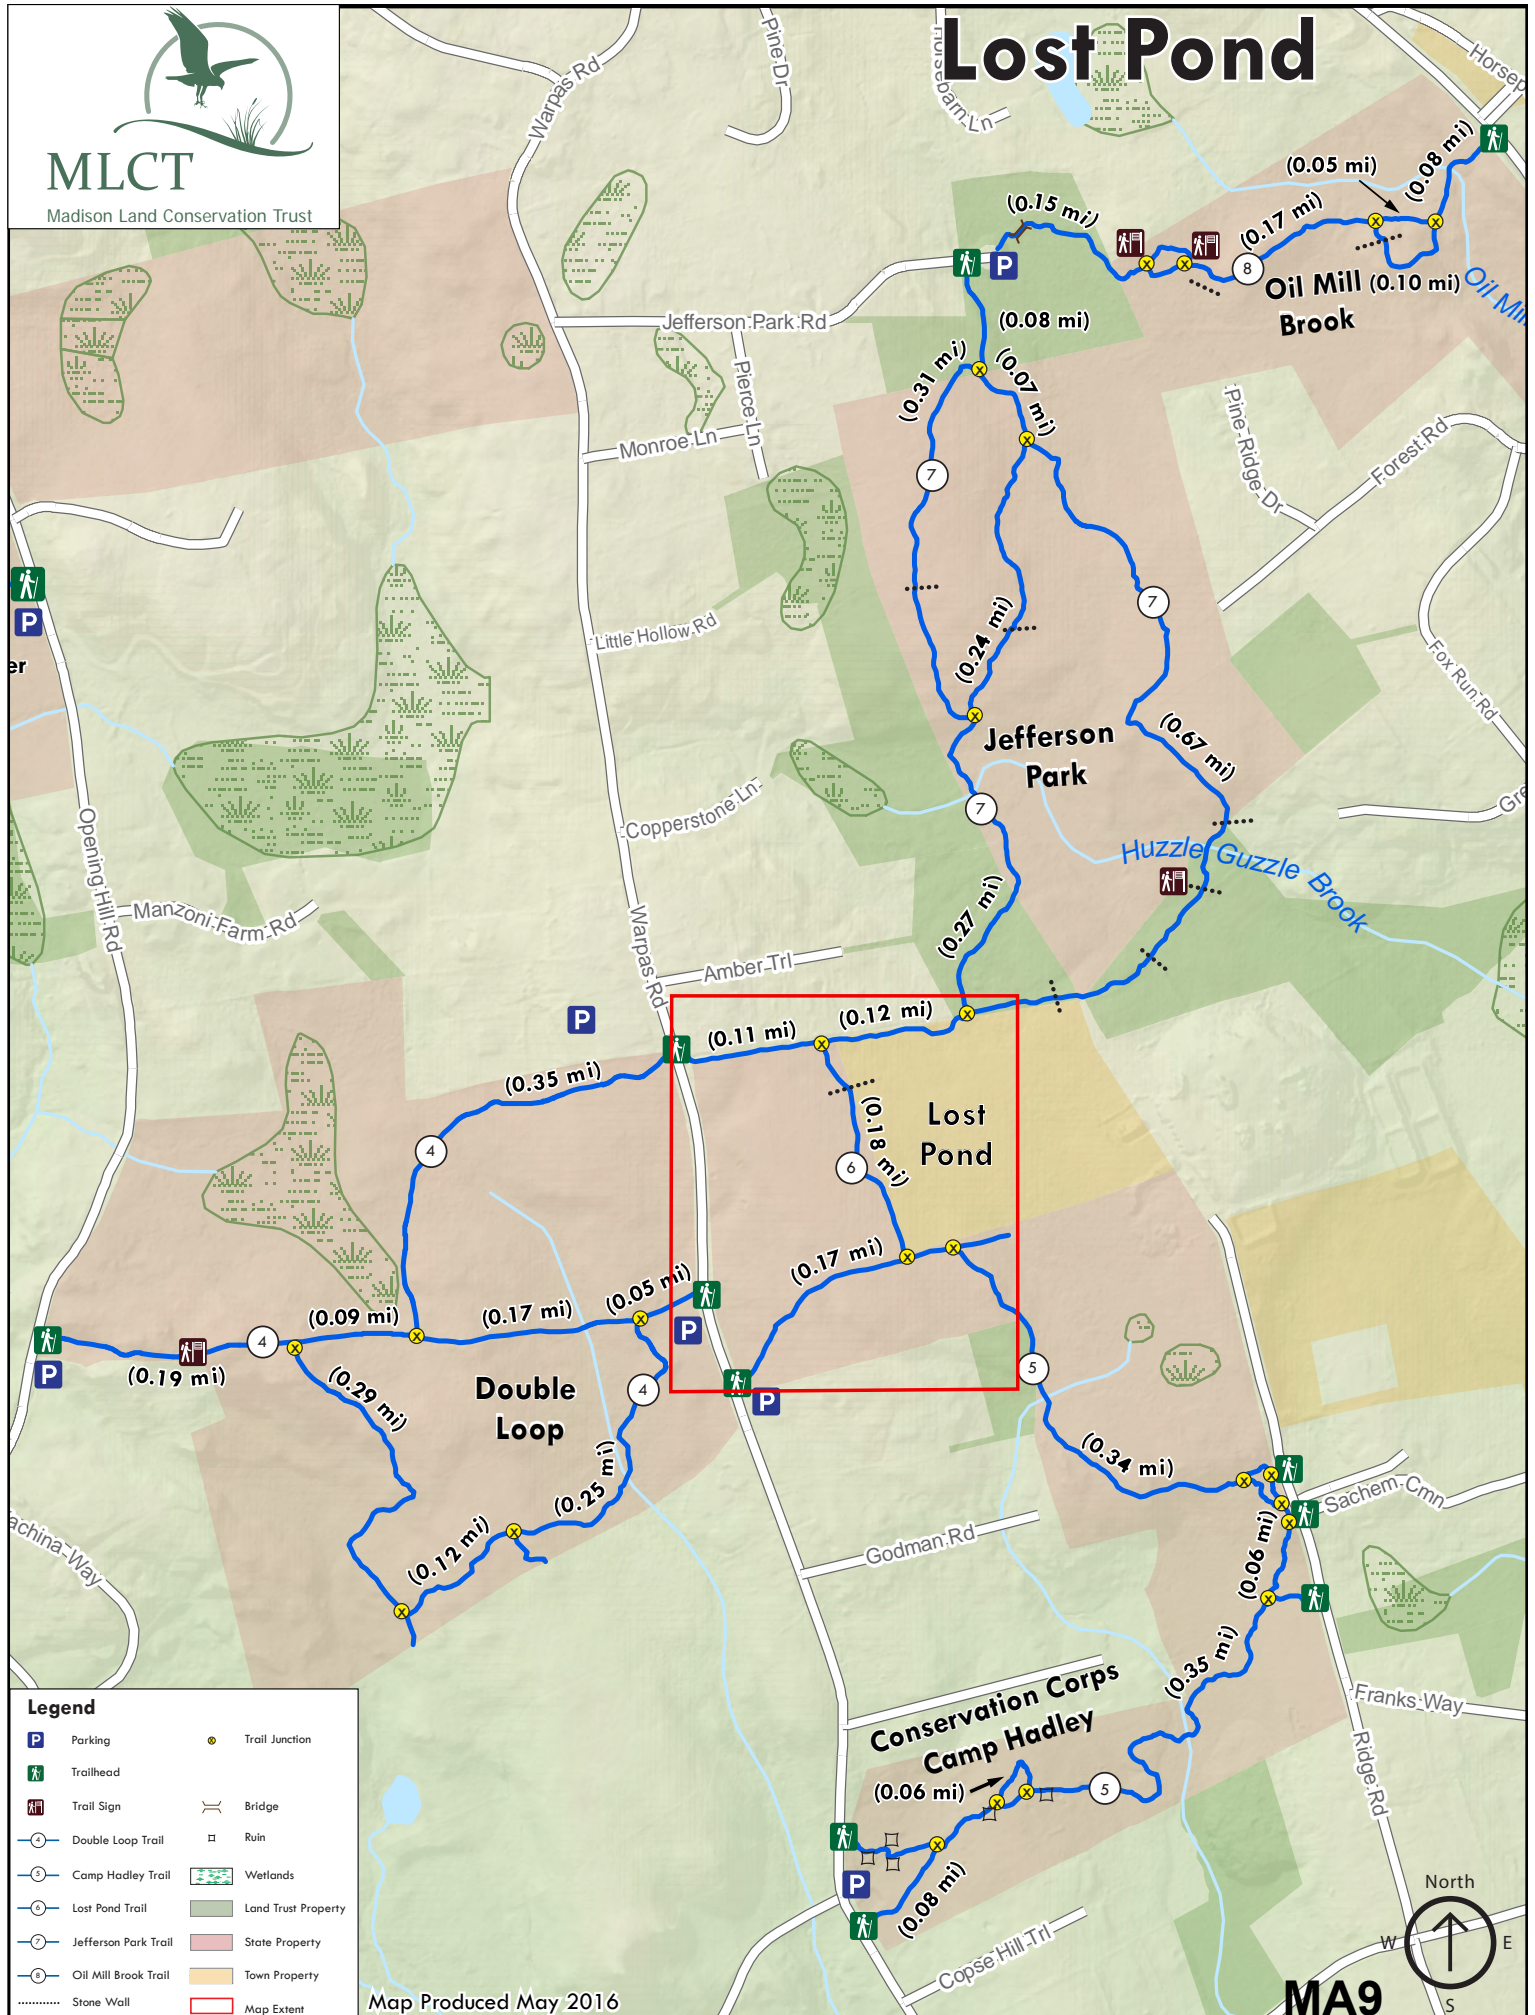 Lost Pond
MLCT
Madison Land Conservation Trust
Warpas Rd
Pine Dr
Horsebarn Ln
(0.05 mi)
(0.08 mi)
(0.15 mi)
(0.17 mi)
8
Oil Mill
Brook
(0.10 mi)
P
Jefferson Park Rd
(0.08 mi)
Pierce Ln
Monroe Ln
(0.31 mi)
(0.07 mi)
7
Pine Ridge Dr
Forest Rd
Fox Run Rd
P
er
Little Hollow Rd
(0.24 mi)
7
Jefferson
Park
(0.67 mi)
7
Copperstone Ln
Huzzle Guzzle Brook
Opening Hill Rd
Manzoni Farm Rd
Warpas Rd
Amber Trl
(0.27 mi)
P
(0.11 mi)
(0.12 mi)
(0.35 mi)
4
Lost
Pond
(0.18 mi)
6
(0.17 mi)
(0.05 mi)
(0.17 mi)
(0.09 mi)
4
(0.19 mi)
P
P
P
(0.29 mi)
Double
Loop
4
5
(0.34 mi)
(0.25 mi)
(0.12 mi)
Sachem Cmn
Godman Rd
(0.06 mi)
achina Way
(0.35 mi)
Franks Way
Ridge Rd
Conservation Corps
Camp Hadley
(0.06 mi)
5
P
(0.08 mi)
Copse Hill Trl
Legend
P Parking
Trail Junction
Trailhead
Trail Sign
Bridge
4 Double Loop Trail
Ruin
5 Camp Hadley Trail
Wetlands
6 Lost Pond Trail
Land Trust Property
7 Jefferson Park Trail
State Property
8 Oil Mill Brook Trail
Town Property
Stone Wall
Map Extent
Map Produced May 2016
North
W
E
S
MA9